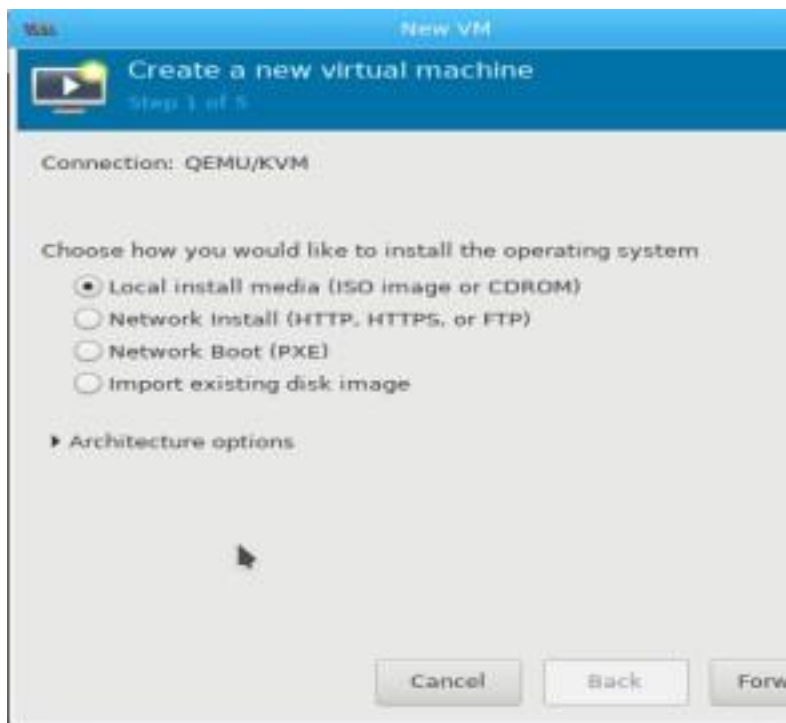 New VM
Create a new virtual machine
Step 1 of 5
Connection: QEMU/KVM
Choose how you would like to install the operating system
Local install media (ISO image or CDROM)
Network Install (HTTP, HTTPS, or FTP)
Network Boot (PXE)
Import existing disk image
Architecture options
Cancel Back Forw